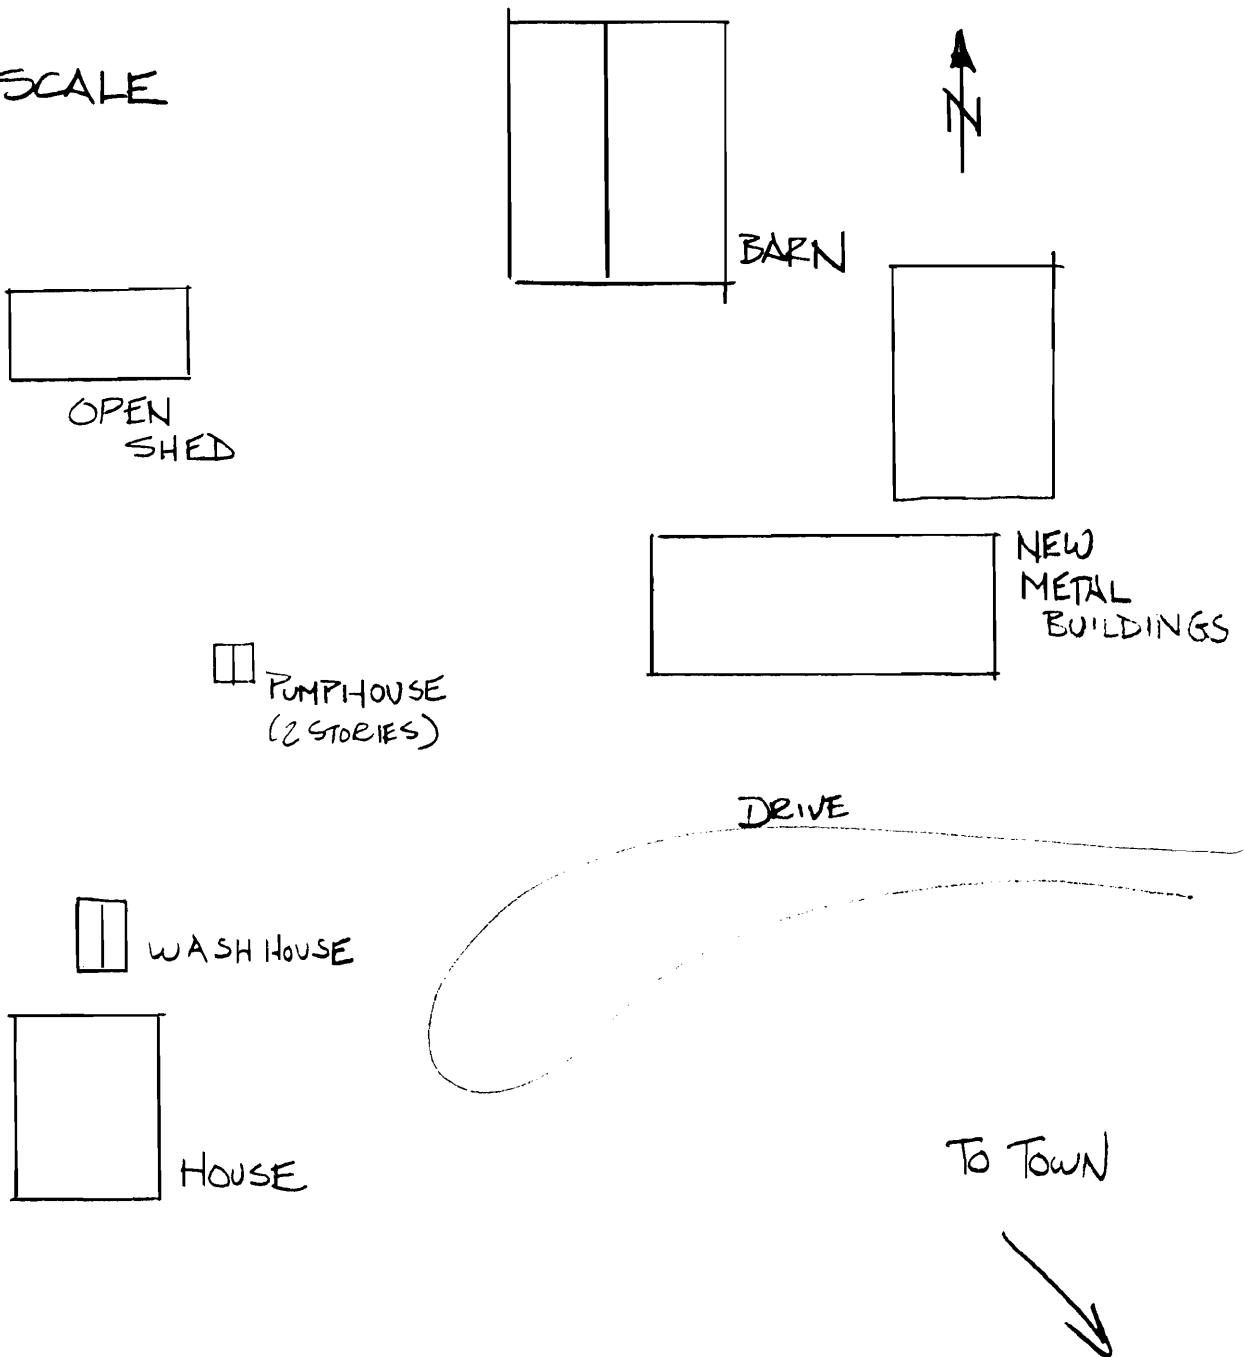 SCALE
N
BARN
OPEN
SHED
NEW
METAL
BUILDINGS
PUMPHOUSE
(2 STORIES)
DRIVE
WASH HOUSE
HOUSE
TO TOWN